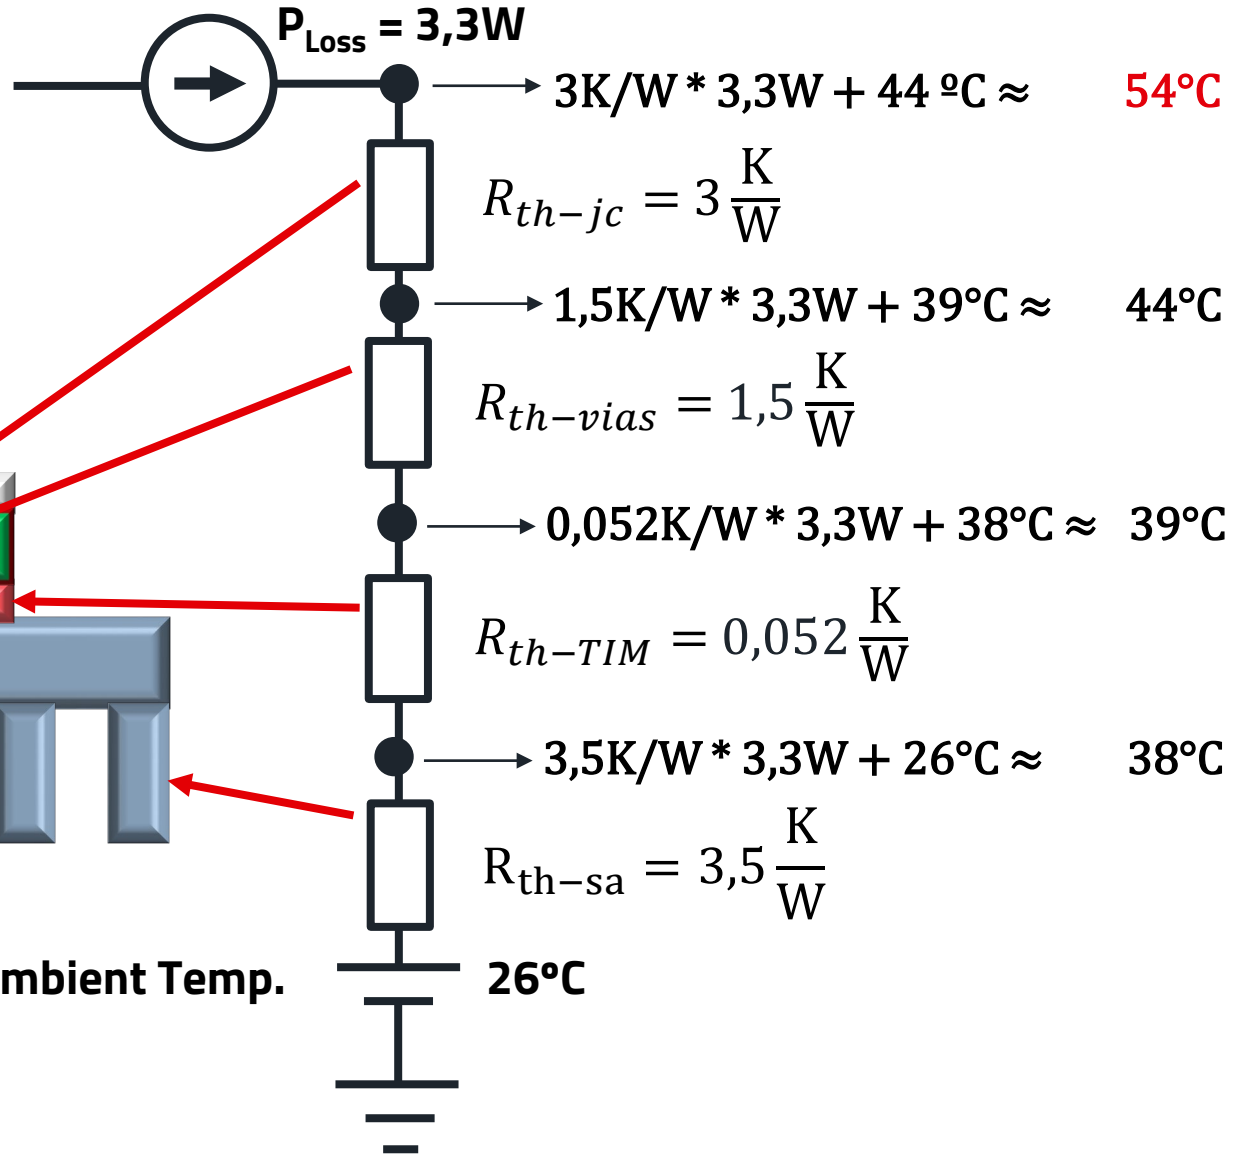 P_Loss = 3,3W
3K/W * 3,3W + 44 ºC ≈ 54°C
R_th−jc = 3 K/W
1,5K/W * 3,3W + 39°C ≈ 44°C
R_th−vias = 1,5 K/W
0,052K/W * 3,3W + 38°C ≈ 39°C
R_th−TIM = 0,052 K/W
3,5K/W * 3,3W + 26°C ≈ 38°C
R_th−sa = 3,5 K/W
mbient Temp. 26ºC